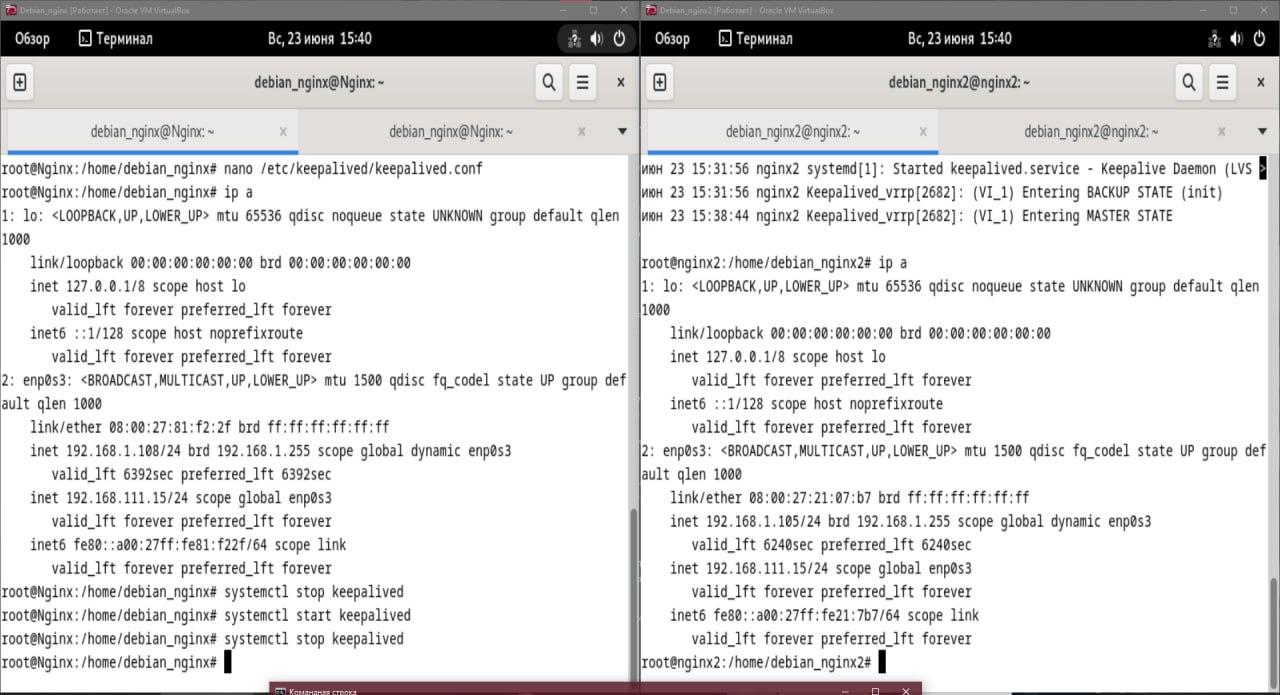 Debian_nginx [Работает] - Oracle VM VirtualBox
Обзор Терминал Вс, 23 июня 15:40
debian_nginx@Nginx: ~
debian_nginx@Nginx: ~ x debian_nginx@Nginx: ~ x
root@Nginx:/home/debian_nginx# nano /etc/keepalived/keepalived.conf
root@Nginx:/home/debian_nginx# ip a
1: lo: <LOOPBACK,UP,LOWER_UP> mtu 65536 qdisc noqueue state UNKNOWN group default qlen
1000
link/loopback 00:00:00:00:00:00 brd 00:00:00:00:00:00
inet 127.0.0.1/8 scope host lo
valid_lft forever preferred_lft forever
inet6 ::1/128 scope host noprefixroute
valid_lft forever preferred_lft forever
2: enp0s3: <BROADCAST,MULTICAST,UP,LOWER_UP> mtu 1500 qdisc fq_codel state UP group def
ault qlen 1000
link/ether 08:00:27:81:f2:2f brd ff:ff:ff:ff:ff:ff
inet 192.168.1.108/24 brd 192.168.1.255 scope global dynamic enp0s3
valid_lft 6392sec preferred_lft 6392sec
inet 192.168.111.15/24 scope global enp0s3
valid_lft forever preferred_lft forever
inet6 fe80::a00:27ff:fe81:f22f/64 scope link
valid_lft forever preferred_lft forever
root@Nginx:/home/debian_nginx# systemctl stop keepalived
root@Nginx:/home/debian_nginx# systemctl start keepalived
root@Nginx:/home/debian_nginx# systemctl stop keepalived
root@Nginx:/home/debian_nginx#
Debian_nginx2 [Работает] - Oracle VM VirtualBox
Обзор Терминал Вс, 23 июня 15:40
debian_nginx2@nginx2: ~
debian_nginx2@nginx2: ~ x debian_nginx2@nginx2: ~ x
июн 23 15:31:56 nginx2 systemd[1]: Started keepalived.service - Keepalive Daemon (LVS >
июн 23 15:31:56 nginx2 Keepalived_vrrp[2682]: (VI_1) Entering BACKUP STATE (init)
июн 23 15:38:44 nginx2 Keepalived_vrrp[2682]: (VI_1) Entering MASTER STATE
root@nginx2:/home/debian_nginx2# ip a
1: lo: <LOOPBACK,UP,LOWER_UP> mtu 65536 qdisc noqueue state UNKNOWN group default qlen
1000
link/loopback 00:00:00:00:00:00 brd 00:00:00:00:00:00
inet 127.0.0.1/8 scope host lo
valid_lft forever preferred_lft forever
inet6 ::1/128 scope host noprefixroute
valid_lft forever preferred_lft forever
2: enp0s3: <BROADCAST,MULTICAST,UP,LOWER_UP> mtu 1500 qdisc fq_codel state UP group def
ault qlen 1000
link/ether 08:00:27:21:07:b7 brd ff:ff:ff:ff:ff:ff
inet 192.168.1.105/24 brd 192.168.1.255 scope global dynamic enp0s3
valid_lft 6240sec preferred_lft 6240sec
inet 192.168.111.15/24 scope global enp0s3
valid_lft forever preferred_lft forever
inet6 fe80::a00:27ff:fe21:7b7/64 scope link
valid_lft forever preferred_lft forever
root@nginx2:/home/debian_nginx2#
Командная строка